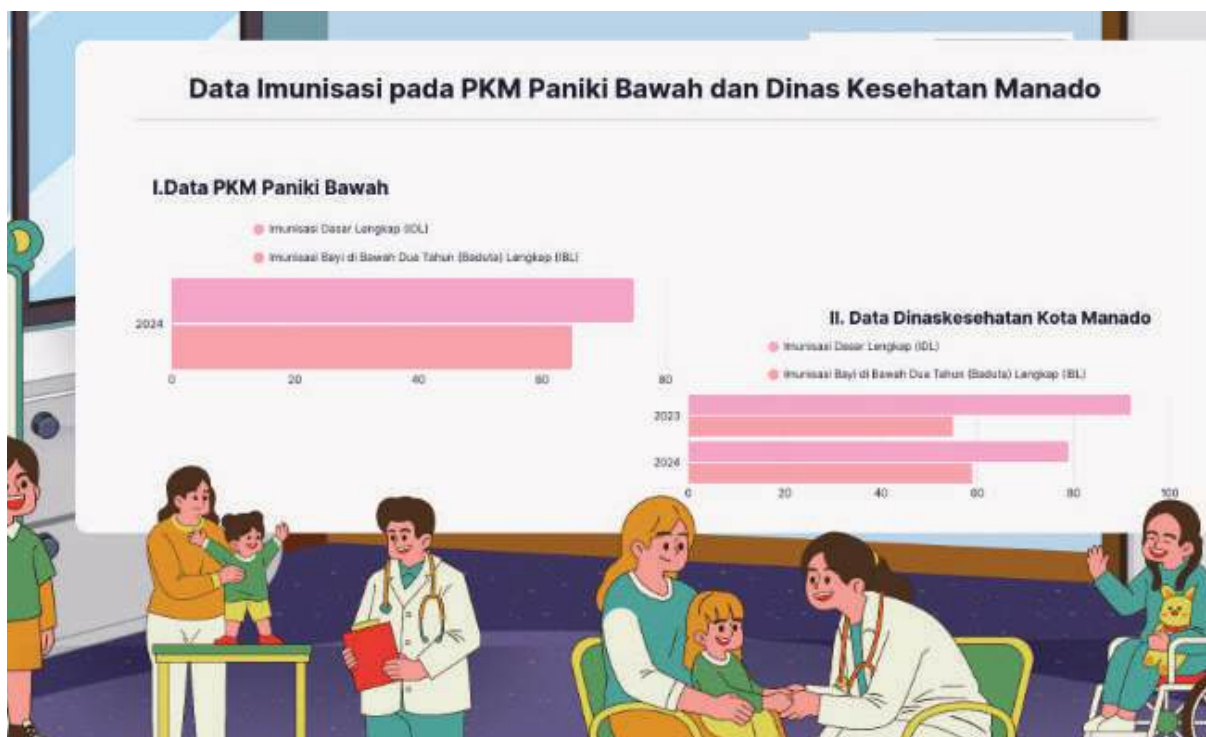 Data Imunisasi pada PKM Paniki Bawah dan Dinas Kesehatan Manado
I.Data PKM Paniki Bawah
Imunisasi Dasar Lengkap (IDL)
Imunisasi Bayi di Bawah Dua Tahun (Baduta) Lengkap (IBL)
2024
0 20 40 60 80
II. Data Dinaskesehatan Kota Manado
Imunisasi Dasar Lengkap (IDL)
Imunisasi Bayi di Bawah Dua Tahun (Baduta) Lengkap (IBL)
2023
2024
0 20 40 60 80 100